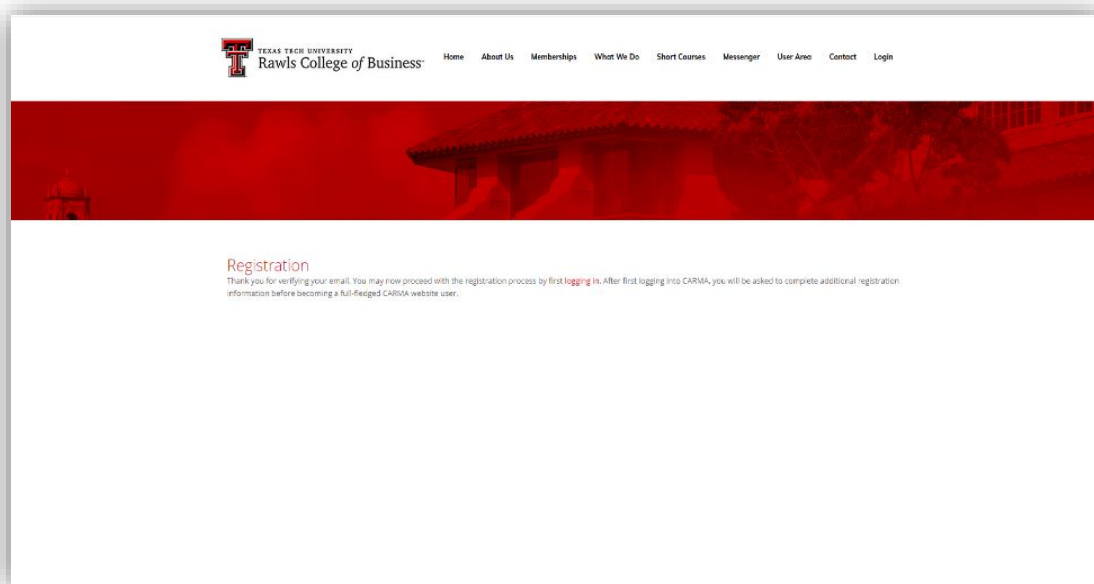 TEXAS TECH UNIVERSITY
Rawls College of Business
Home About Us Memberships What We Do Short Courses Messenger User Area Contact Login
Registration
Thank you for verifying your email. You may now proceed with the registration process by first logging in. After first logging into CARMA, you will be asked to complete additional registration
information before becoming a full-fledged CARMA website user.